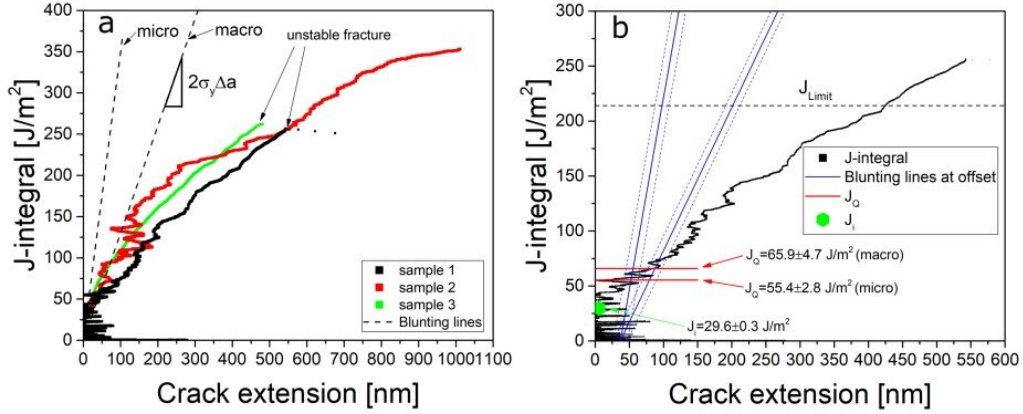 a
400
350
300
250
200
150
100
50
0
J-integral [J/m²]
micro
macro
2σyΔa
unstable fracture
sample 1
sample 2
sample 3
Blunting lines
0 100 200 300 400 500 600 700 800 900 1000 1100
Crack extension [nm]
b
300
250
200
150
100
50
0
J-integral [J/m²]
JLimit
J-integral
Blunting lines at offset
JQ
Ji
JQ=65.9±4.7 J/m² (macro)
JQ=55.4±2.8 J/m² (micro)
Ji=29.6±0.3 J/m²
0 50 100 150 200 250 300 350 400 450 500 550 600
Crack extension [nm]